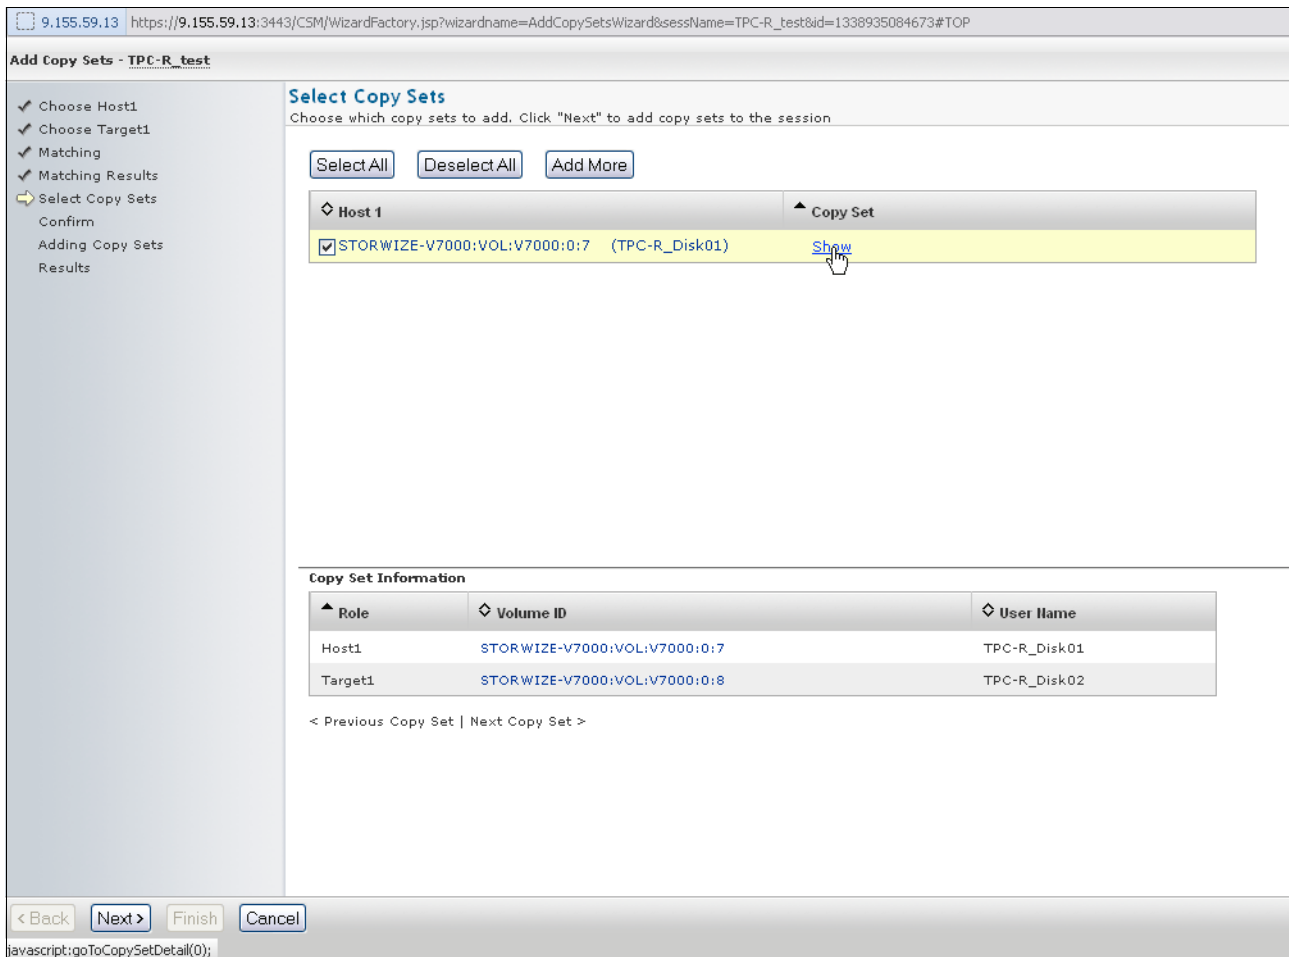 9.155.59.13 https://9.155.59.13:3443/CSM/WizardFactory.jsp?wizardname=AddCopySetsWizard&sessName=TPC-R_test&id=1338935084673#TOP
Add Copy Sets - TPC-R_test
Choose Host1
Choose Target1
Matching
Matching Results
Select Copy Sets
Confirm
Adding Copy Sets
Results
Select Copy Sets
Choose which copy sets to add. Click "Next" to add copy sets to the session
Select All Deselect All Add More
Host 1 Copy Set
STORWIZE-V7000:VOL:V7000:0:7 (TPC-R_Disk01) Show
Copy Set Information
Role Volume ID User Name
Host1 STORWIZE-V7000:VOL:V7000:0:7 TPC-R_Disk01
Target1 STORWIZE-V7000:VOL:V7000:0:8 TPC-R_Disk02
< Previous Copy Set | Next Copy Set >
< Back Next > Finish Cancel
javascript:goToCopySetDetail(0);